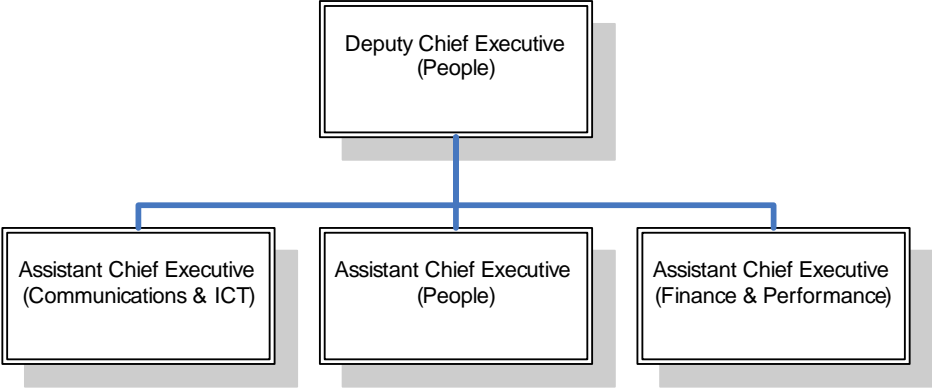 Deputy Chief Executive
(People)
Assistant Chief Executive
(Communications & ICT)
Assistant Chief Executive
(People)
Assistant Chief Executive
(Finance & Performance)